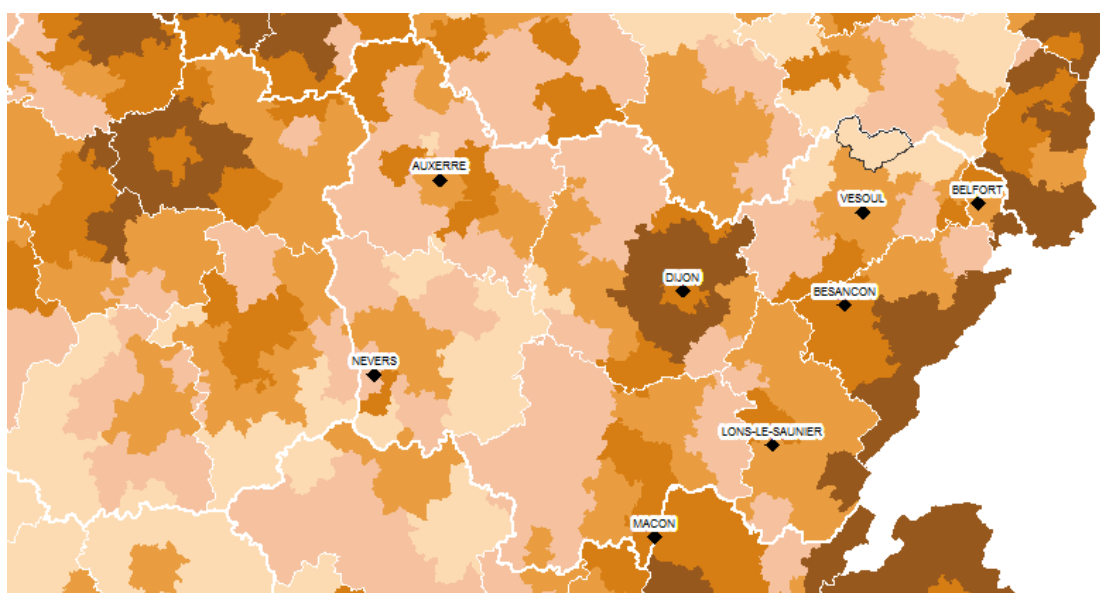 AUXERRE
BELFORT
VESOUL
DIJON
BESANCON
NEVERS
LONS-LE-SAUNIER
MACON